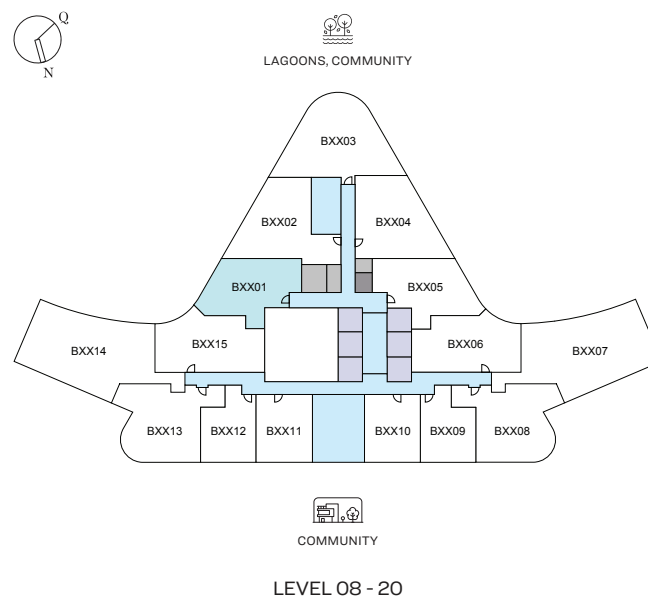 Q
N
LAGOONS, COMMUNITY
BXX03
BXX02
BXX04
BXX01
BXX05
BXX14
BXX15
BXX06
BXX07
BXX13
BXX12
BXX11
BXX10
BXX09
BXX08
COMMUNITY
LEVEL 08 - 20